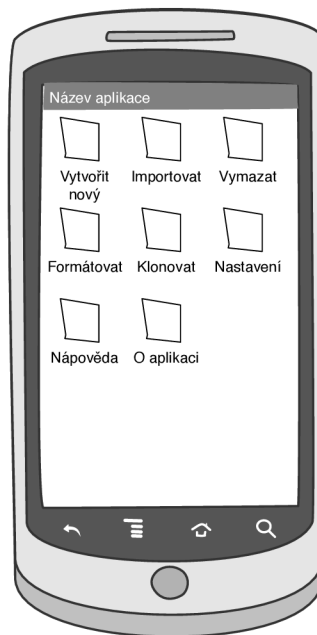 Název aplikace
Vytvořit
nový
Importovat
Vymazat
Formátovat
Klonovat
Nastavení
Nápověda
O aplikaci